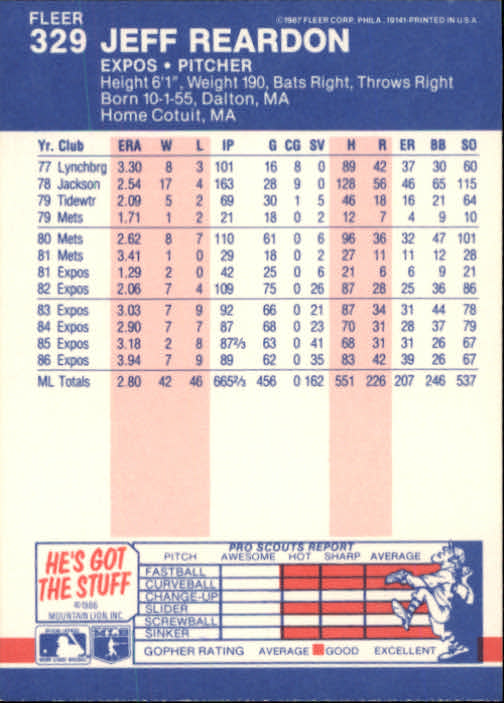 FLEER
©1987 FLEER CORP., PHILA., 19141-PRINTED IN U.S.A.
329 JEFF REARDON
EXPOS • PITCHER
Height 6'1", Weight 190, Bats Right, Throws Right
Born 10-1-55, Dalton, MA
Home Cotuit, MA
Yr. Club ERA W L IP G CG SV H R ER BB SO
77 Lynchbrg 3.30 8 3 101 16 8 0 89 42 37 30 60
78 Jackson 2.54 17 4 163 28 9 0 128 56 46 65 115
79 Tidewtr 2.09 5 2 69 30 1 5 46 18 16 21 64
79 Mets 1.71 1 2 21 18 0 2 12 7 4 9 10
80 Mets 2.62 8 7 110 61 0 6 96 36 32 47 101
81 Mets 3.41 1 0 29 18 0 2 27 11 11 12 28
81 Expos 1.29 2 0 42 25 0 6 21 6 6 9 21
82 Expos 2.06 7 4 109 75 0 26 87 28 25 36 86
83 Expos 3.03 7 9 92 66 0 21 87 34 31 44 78
84 Expos 2.90 7 7 87 68 0 23 70 31 28 37 79
85 Expos 3.18 2 8 87⅔ 63 0 41 68 31 31 26 67
86 Expos 3.94 7 9 89 62 0 35 83 42 39 26 67
ML Totals 2.80 42 46 665⅔ 456 0 162 551 226 207 246 537
HE'S GOT
THE STUFF
©1986
MOUNTAIN LION, INC.
PRO SCOUTS REPORT
PITCH AWESOME HOT SHARP AVERAGE
FASTBALL
CURVEBALL
CHANGE-UP
SLIDER
SCREWBALL
SINKER
GOPHER RATING AVERAGE GOOD EXCELLENT